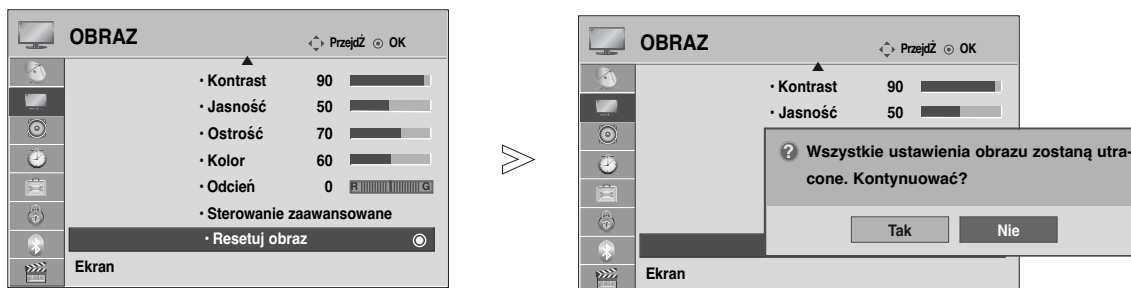 OBRAZ
PrzejdŹ OK
• Kontrast 90
• Jasność 50
• Ostrość 70
• Kolor 60
• Odcień 0 R G
• Sterowanie zaawansowane
• Resetuj obraz
Ekran
OBRAZ
PrzejdŹ OK
• Kontrast 90
• Jasność 50
? Wszystkie ustawienia obrazu zostaną utra-
cone. Kontynuować?
Tak Nie
Ekran